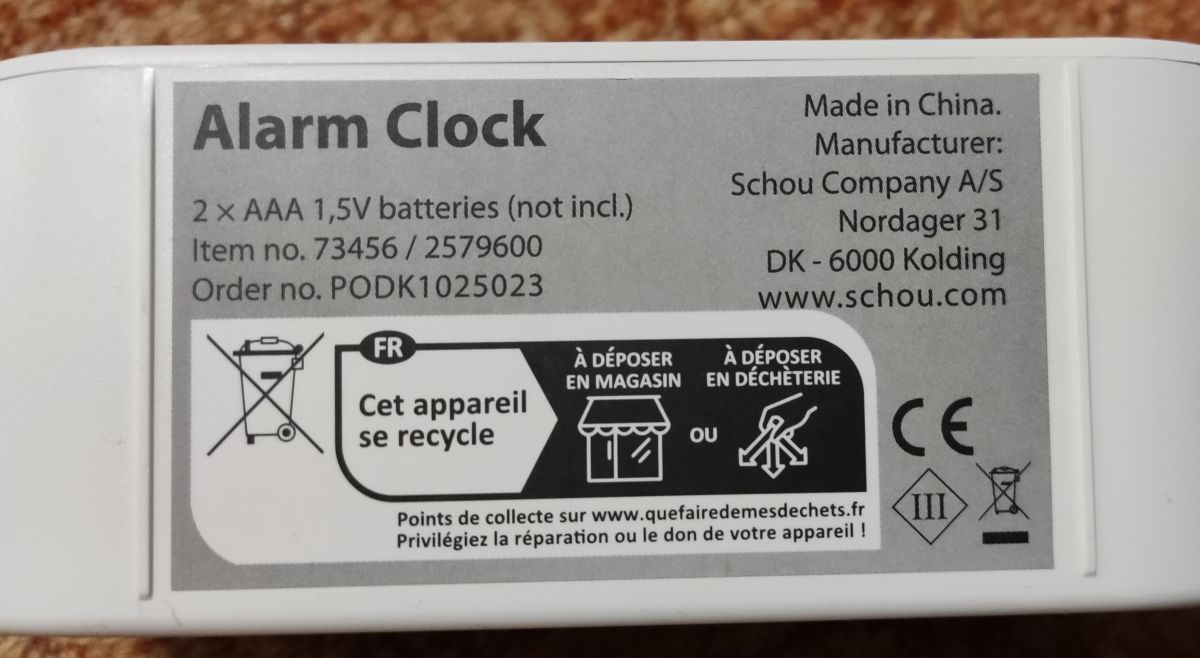 Alarm Clock
2 x AAA 1,5V batteries (not incl.)
Item no. 73456 / 2579600
Order no. PODK1025023
Made in China.
Manufacturer:
Schou Company A/S
Nordager 31
DK - 6000 Kolding
www.schou.com
FR
Cet appareil
se recycle
À DÉPOSER
EN MAGASIN
OU
À DÉPOSER
EN DÉCHÈTERIE
Points de collecte sur www.quefairedemesdechets.fr
Privilégiez la réparation ou le don de votre appareil !
CE
III